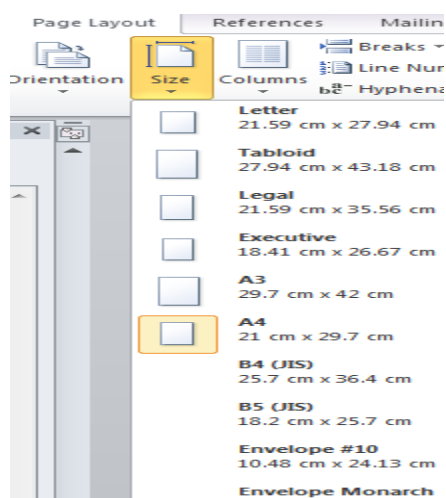 Page Layout References Mailin
Orientation Size Columns Breaks
Line Num
Hyphena
Letter
21.59 cm x 27.94 cm
Tabloid
27.94 cm x 43.18 cm
Legal
21.59 cm x 35.56 cm
Executive
18.41 cm x 26.67 cm
A3
29.7 cm x 42 cm
A4
21 cm x 29.7 cm
B4 (JIS)
25.7 cm x 36.4 cm
B5 (JIS)
18.2 cm x 25.7 cm
Envelope #10
10.48 cm x 24.13 cm
Envelope Monarch